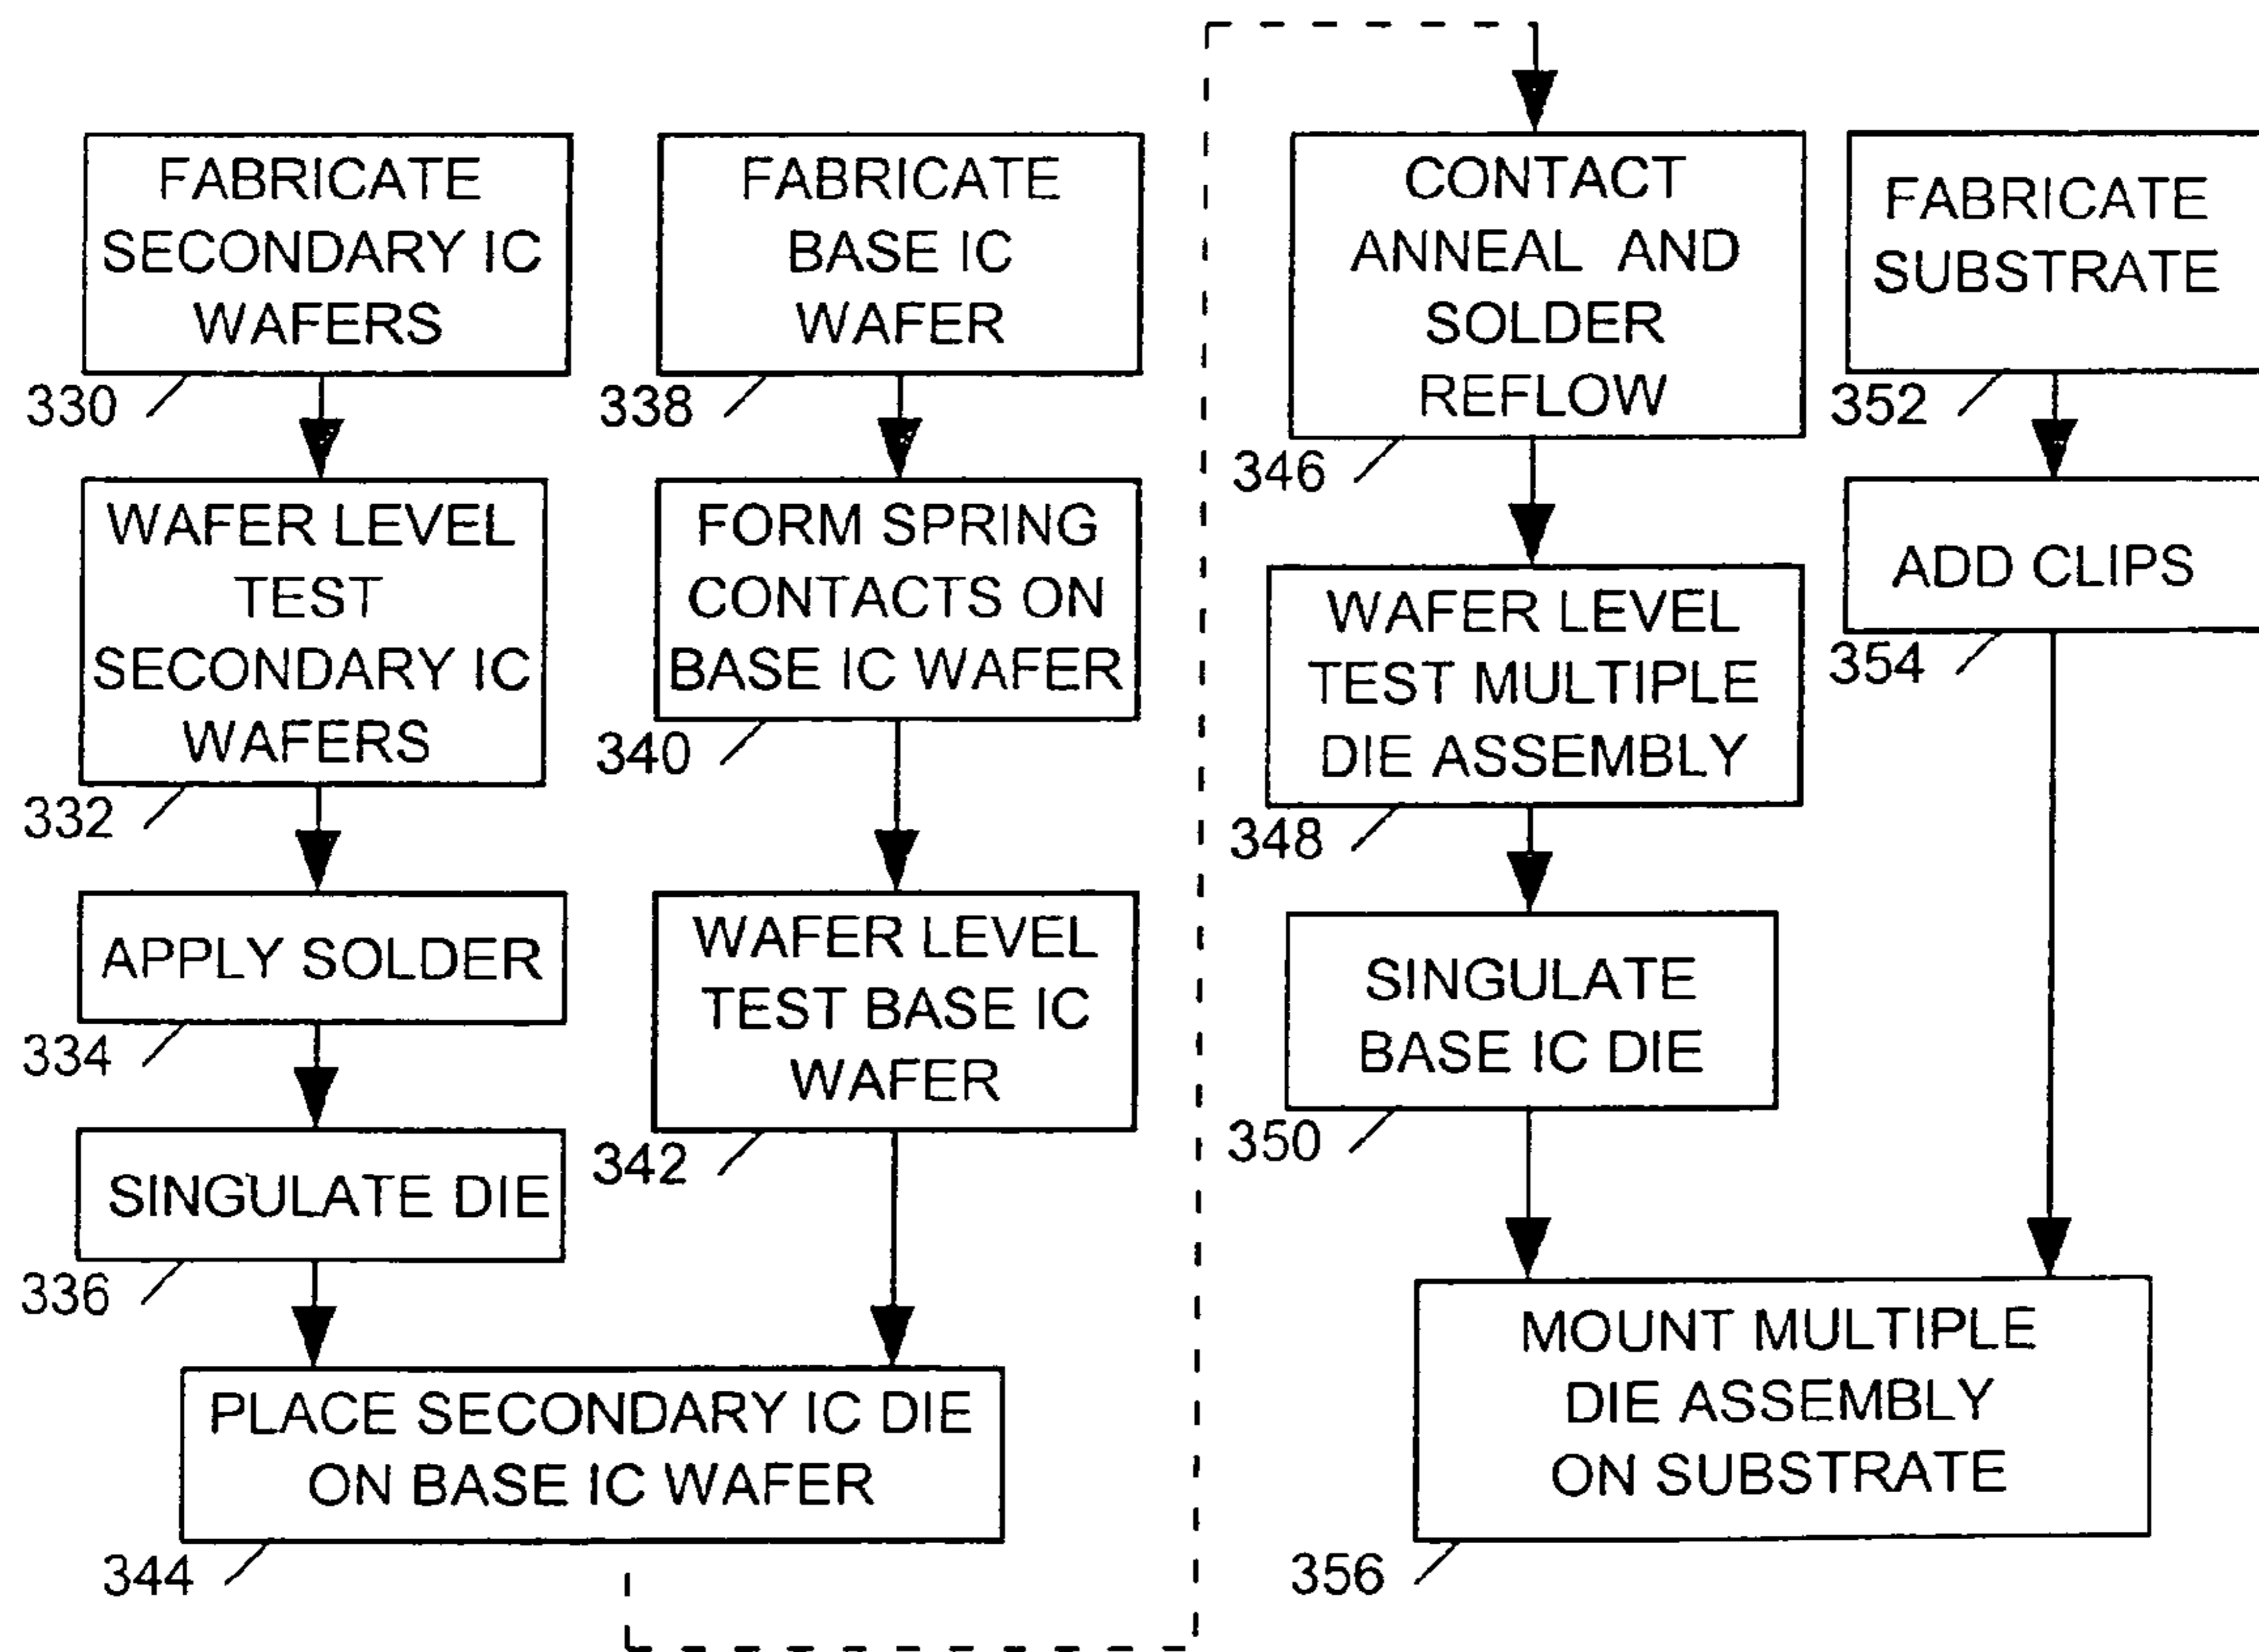 FABRICATE
SECONDARY IC
WAFERS
330
WAFER LEVEL
TEST
SECONDARY IC
WAFERS
332
APPLY SOLDER
334
SINGULATE DIE
336
FABRICATE
BASE IC
WAFER
338
FORM SPRING
CONTACTS ON
BASE IC WAFER
340
WAFER LEVEL
TEST BASE IC
WAFER
342
PLACE SECONDARY IC DIE
ON BASE IC WAFER
344
CONTACT
ANNEAL AND
SOLDER
REFLOW
346
WAFER LEVEL
TEST MULTIPLE
DIE ASSEMBLY
348
SINGULATE
BASE IC DIE
350
FABRICATE
SUBSTRATE
352
ADD CLIPS
354
MOUNT MULTIPLE
DIE ASSEMBLY
ON SUBSTRATE
356